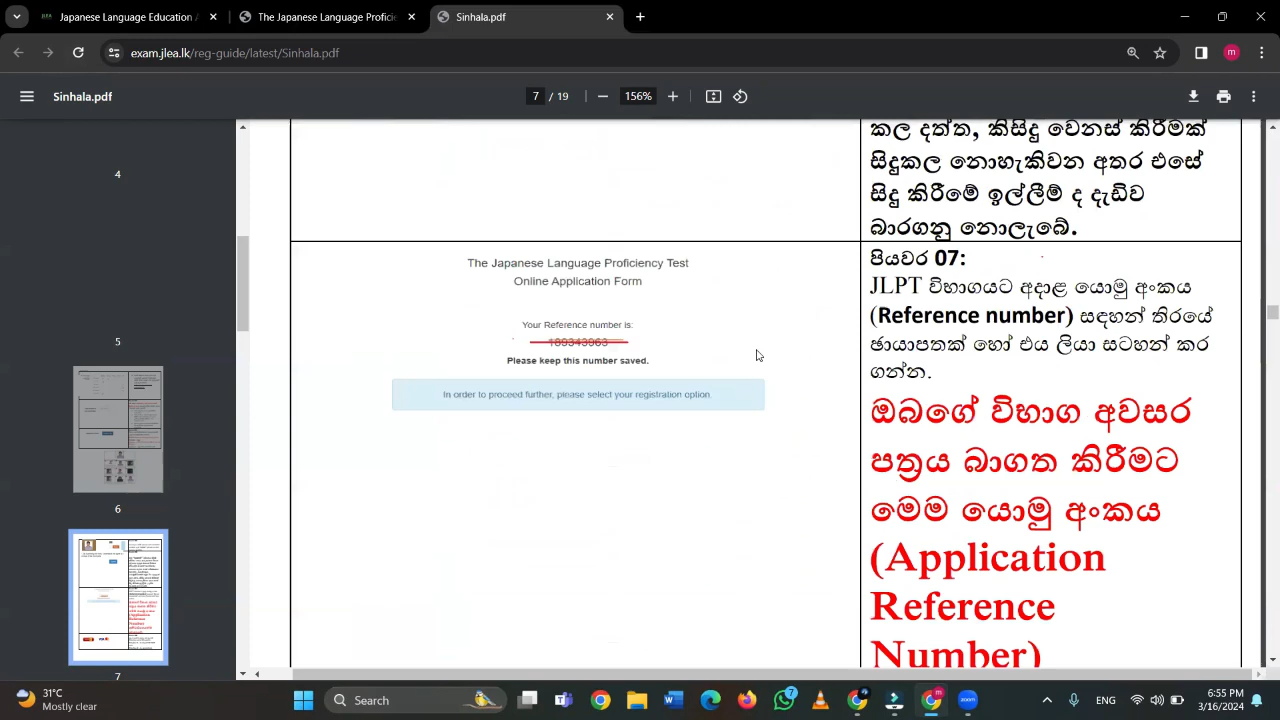 Japanese Language Education A
The Japanese Language Proficie
Sinhala.pdf
exam.jlea.lk/reg-guide/latest/Sinhala.pdf
m
Sinhala.pdf
7 / 19
156%
4
5
6
7
කල දත්ත, කිසිදු වෙනස් කිරීමක්
සිදුකල නොහැකිවන අතර එසේ
සිදු කිරීමේ ඉල්ලීම් ද දැඩිව
බාරගනු නොලැබේ.
The Japanese Language Proficiency Test
Online Application Form
Your Reference number is:
Please keep this number saved.
In order to proceed further, please select your registration option.
පියවර 07:
JLPT විභාගයට අදාළ යොමු අංකය
(Reference number) සඳහන් තිරයේ
ඡායාපතක් හෝ එය ලියා සටහන් කර
ගන්න.
ඔබගේ විභාග අවසර
පත්‍රය බාගත කිරීමට
මෙම යොමු අංකය
(Application
Reference
Number)
31°C
Mostly clear
Search
7
ENG
6:55 PM
3/16/2024